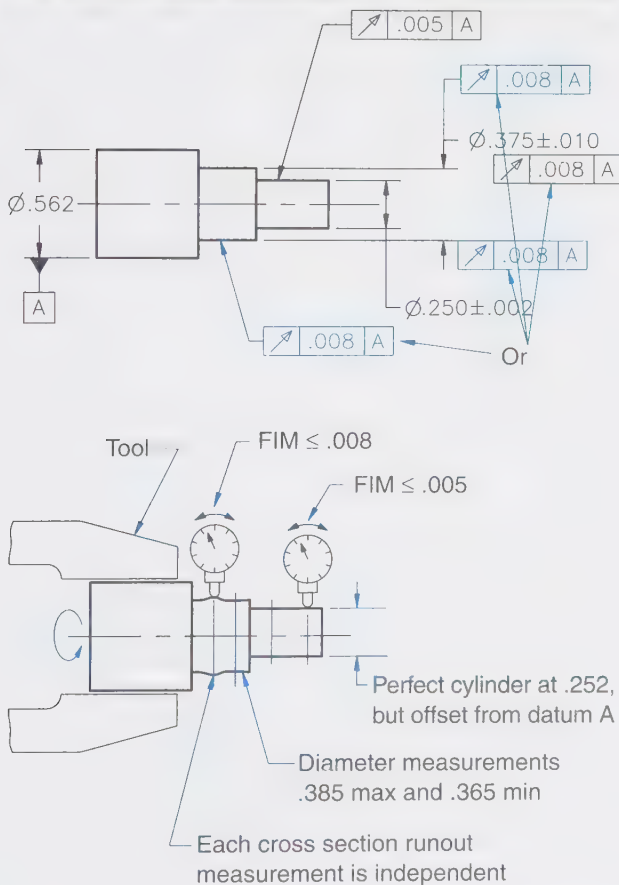 ↗ .005 A
↗ .008 A
⌀.375±.010
↗ .008 A
⌀.562
↗ .008 A
A
⌀.250±.002
↗ .008 A
Or
Tool
FIM ≤ .008
FIM ≤ .005
Perfect cylinder at .252,
but offset from datum A
Diameter measurements
.385 max and .365 min
Each cross section runout
measurement is independent